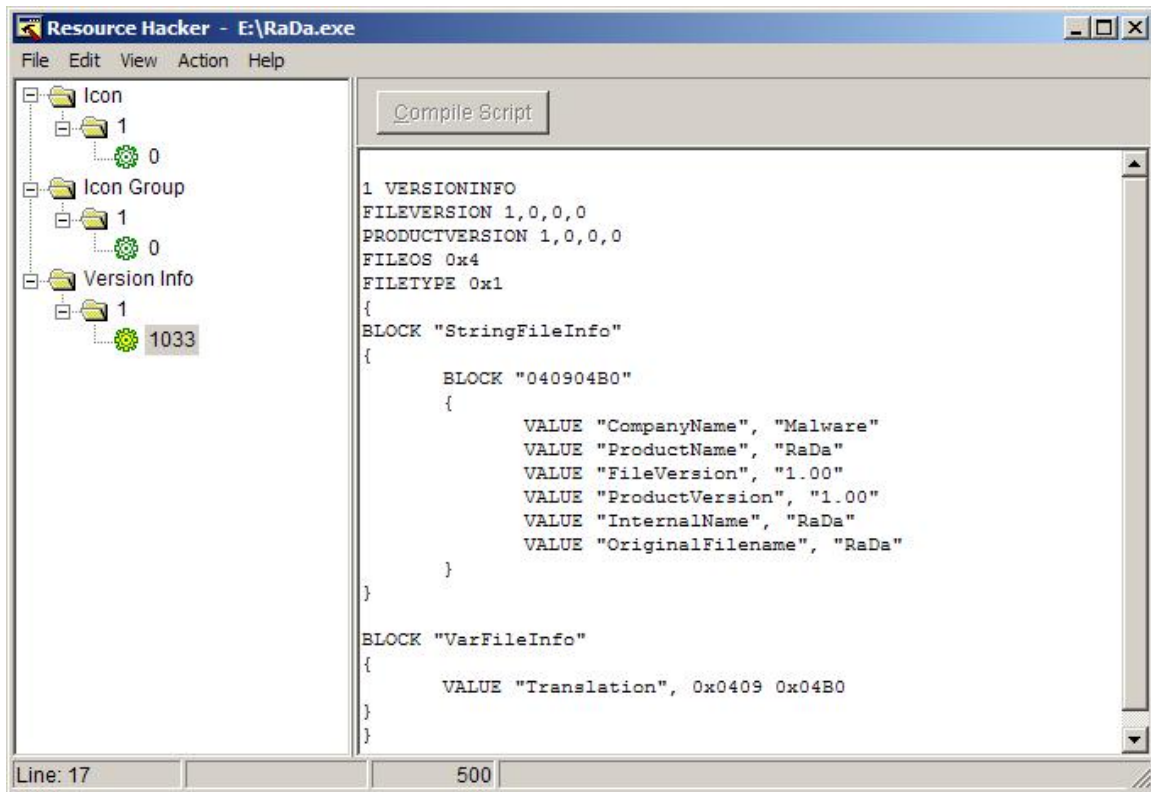 Resource Hacker - E:\RaDa.exe
File Edit View Action Help
Icon
1
0
Icon Group
1
0
Version Info
1
1033
Compile Script
1 VERSIONINFO
FILEVERSION 1,0,0,0
PRODUCTVERSION 1,0,0,0
FILEOS 0x4
FILETYPE 0x1
{
BLOCK "StringFileInfo"
{
BLOCK "040904B0"
{
VALUE "CompanyName", "Malware"
VALUE "ProductName", "RaDa"
VALUE "FileVersion", "1.00"
VALUE "ProductVersion", "1.00"
VALUE "InternalName", "RaDa"
VALUE "OriginalFilename", "RaDa"
}
}
BLOCK "VarFileInfo"
{
VALUE "Translation", 0x0409 0x04B0
}
}
Line: 17
500